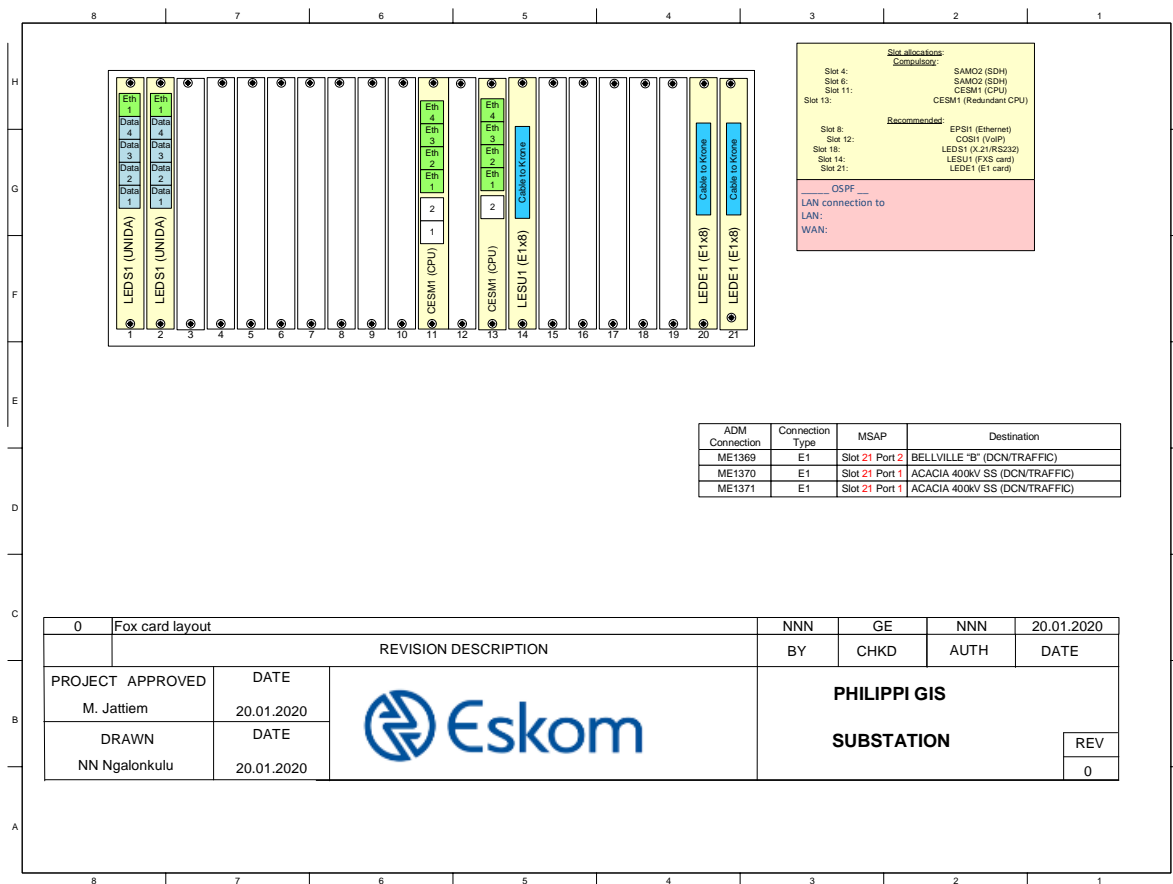 8 7 6 5 4 3 2 1
H
G
F
E
D
C
B
A
Eth 1
Data 4
Data 3
Data 2
Data 1
LEDS1 (UNIDA)
Eth 1
Data 4
Data 3
Data 2
Data 1
LEDS1 (UNIDA)
Eth 4
Eth 3
Eth 2
Eth 1
2
1
CESM1 (CPU)
Eth 4
Eth 3
Eth 2
Eth 1
2
CESM1 (CPU)
Cable to Krone
LESU1 (E1x8)
Cable to Krone
LEDE1 (E1x8)
Cable to Krone
LEDE1 (E1x8)
1 2 3 4 5 6 7 8 9 10 11 12 13 14 15 16 17 18 19 20 21
Slot allocations:
Compulsory:
Slot 4: SAMO2 (SDH)
Slot 6: SAMO2 (SDH)
Slot 11: CESM1 (CPU)
Slot 13: CESM1 (Redundant CPU)
Recommended:
Slot 8: EPSI1 (Ethernet)
Slot 12: COSI1 (VoIP)
Slot 18: LEDS1 (X.21/RS232)
Slot 14: LESU1 (FXS card)
Slot 21: LEDE1 (E1 card)
_____ OSPF __
LAN connection to
LAN:
WAN:
ADM Connection Connection Type MSAP Destination
ME1369 E1 Slot 21 Port 2 BELLVILLE “B” (DCN/TRAFFIC)
ME1370 E1 Slot 21 Port 1 ACACIA 400kV SS (DCN/TRAFFIC)
ME1371 E1 Slot 21 Port 1 ACACIA 400kV SS (DCN/TRAFFIC)
0 Fox card layout NNN GE NNN 20.01.2020
REVISION DESCRIPTION BY CHKD AUTH DATE
PROJECT APPROVED DATE
M. Jattiem 20.01.2020
DRAWN DATE
NN Ngalonkulu 20.01.2020
Eskom
PHILIPPI GIS
SUBSTATION
REV
0
8 7 6 5 4 3 2 1